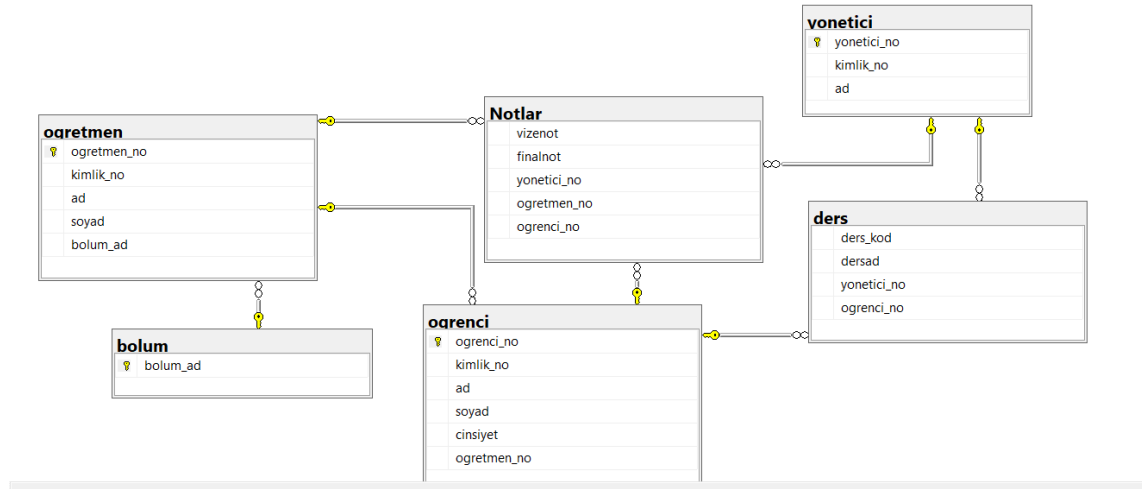 yonetici
yonetici_no
kimlik_no
ad
Notlar
vizenot
finalnot
yonetici_no
ogretmen_no
ogrenci_no
ogretmen
ogretmen_no
kimlik_no
ad
soyad
bolum_ad
ders
ders_kod
dersad
yonetici_no
ogrenci_no
bolum
bolum_ad
ogrenci
ogrenci_no
kimlik_no
ad
soyad
cinsiyet
ogretmen_no